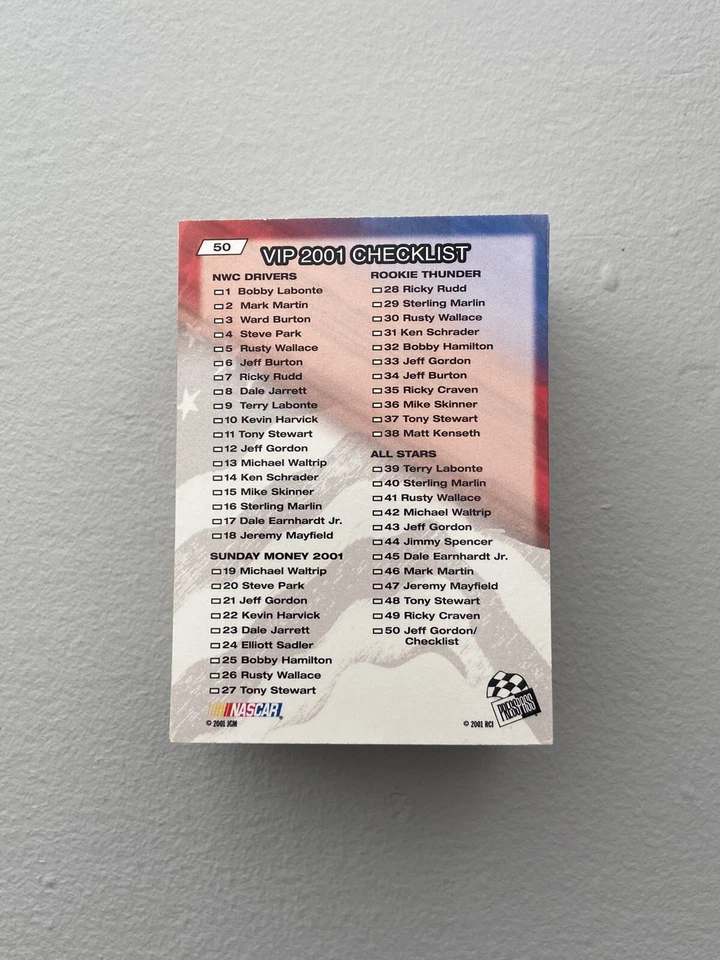 50
VIP 2001 CHECKLIST
NWC DRIVERS
1 Bobby Labonte
2 Mark Martin
3 Ward Burton
4 Steve Park
5 Rusty Wallace
6 Jeff Burton
7 Ricky Rudd
8 Dale Jarrett
9 Terry Labonte
10 Kevin Harvick
11 Tony Stewart
12 Jeff Gordon
13 Michael Waltrip
14 Ken Schrader
15 Mike Skinner
16 Sterling Marlin
17 Dale Earnhardt Jr.
18 Jeremy Mayfield
SUNDAY MONEY 2001
19 Michael Waltrip
20 Steve Park
21 Jeff Gordon
22 Kevin Harvick
23 Dale Jarrett
24 Elliott Sadler
25 Bobby Hamilton
26 Rusty Wallace
27 Tony Stewart
ROOKIE THUNDER
28 Ricky Rudd
29 Sterling Marlin
30 Rusty Wallace
31 Ken Schrader
32 Bobby Hamilton
33 Jeff Gordon
34 Jeff Burton
35 Ricky Craven
36 Mike Skinner
37 Tony Stewart
38 Matt Kenseth
ALL STARS
39 Terry Labonte
40 Sterling Marlin
41 Rusty Wallace
42 Michael Waltrip
43 Jeff Gordon
44 Jimmy Spencer
45 Dale Earnhardt Jr.
46 Mark Martin
47 Jeremy Mayfield
48 Tony Stewart
49 Ricky Craven
50 Jeff Gordon/
Checklist
NASCAR
© 2001 JGM
© 2001 RCI
PRESS PASS